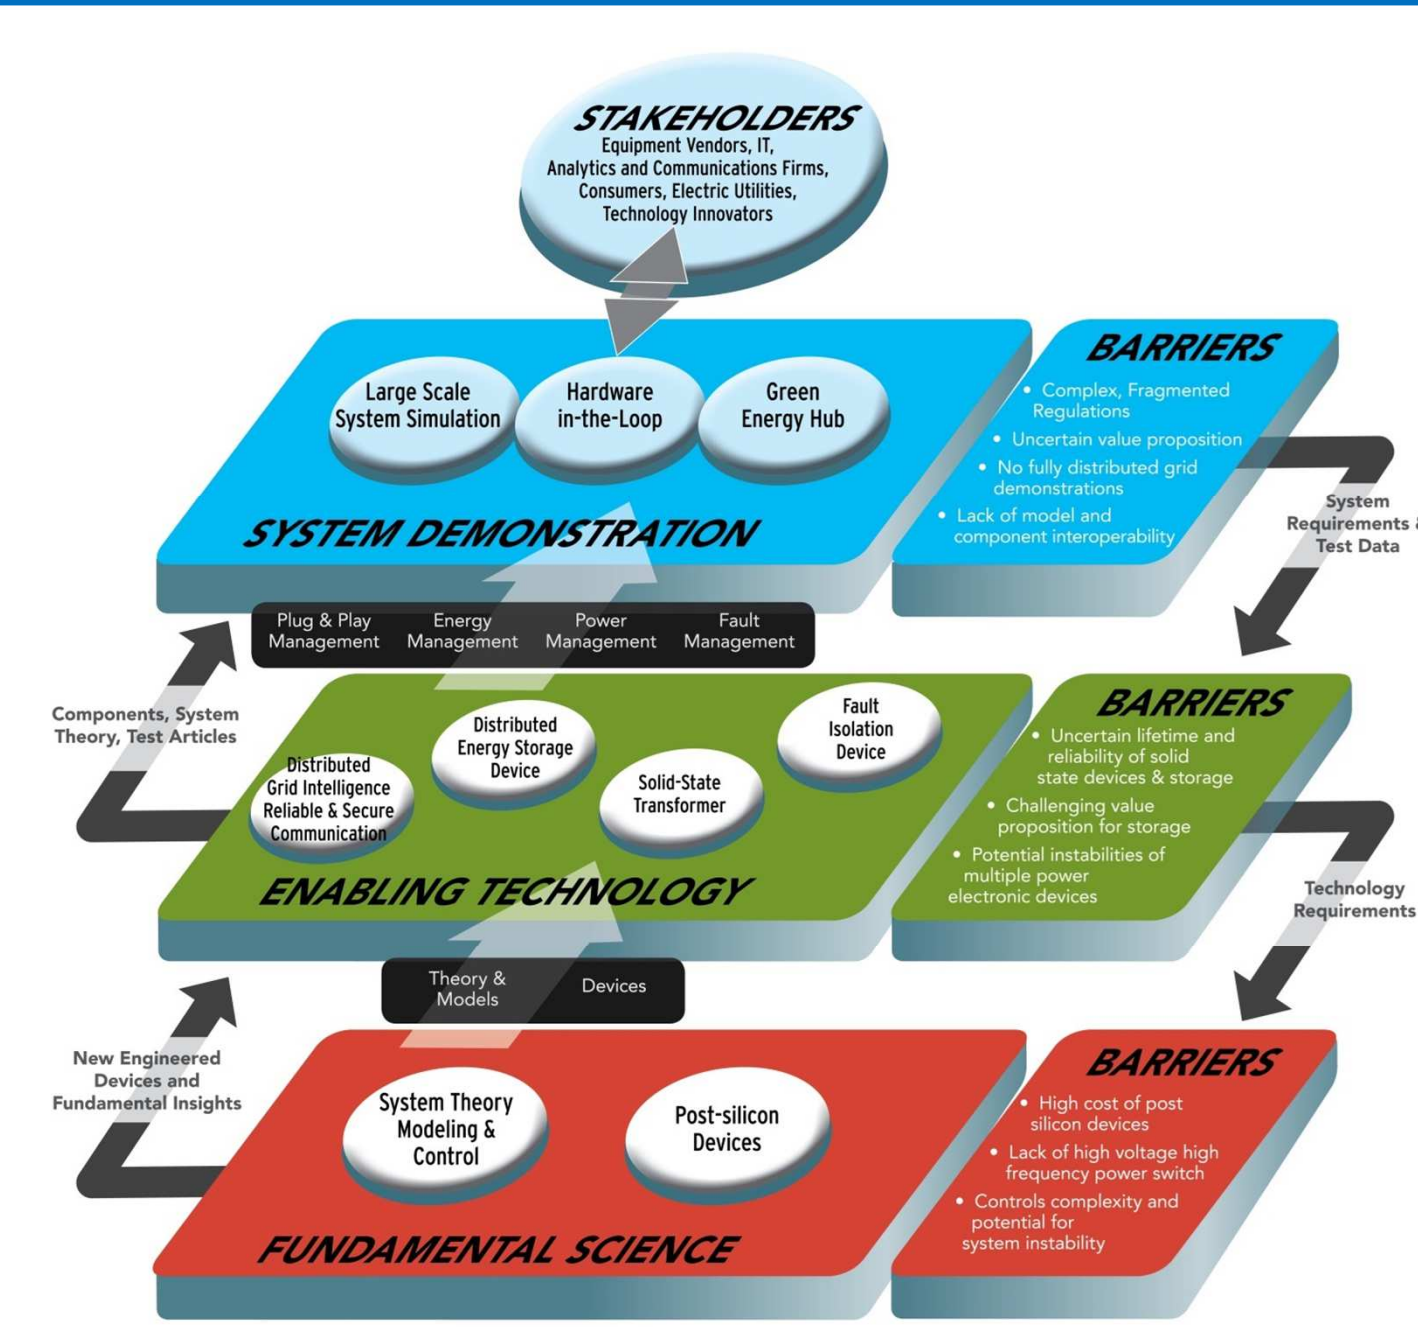 STAKEHOLDERS
Equipment Vendors, IT,
Analytics and Communications Firms,
Consumers, Electric Utilities,
Technology Innovators
Large Scale
System Simulation
Hardware
in-the-Loop
Green
Energy Hub
SYSTEM DEMONSTRATION
BARRIERS
• Complex, Fragmented
Regulations
• Uncertain value proposition
• No fully distributed grid
demonstrations
• Lack of model and
component interoperability
System
Requirements &
Test Data
Plug & Play
Management
Energy
Management
Power
Management
Fault
Management
Components, System
Theory, Test Articles
Distributed
Grid Intelligence
Reliable & Secure
Communication
Distributed
Energy Storage
Device
Solid-State
Transformer
Fault
Isolation
Device
ENABLING TECHNOLOGY
BARRIERS
• Uncertain lifetime and
reliability of solid
state devices & storage
• Challenging value
proposition for storage
• Potential instabilities of
multiple power
electronic devices
Technology
Requirements
Theory &
Models
Devices
New Engineered
Devices and
Fundamental Insights
System Theory
Modeling &
Control
Post-silicon
Devices
FUNDAMENTAL SCIENCE
BARRIERS
• High cost of post
silicon devices
• Lack of high voltage high
frequency power switch
• Controls complexity and
potential for
system instability